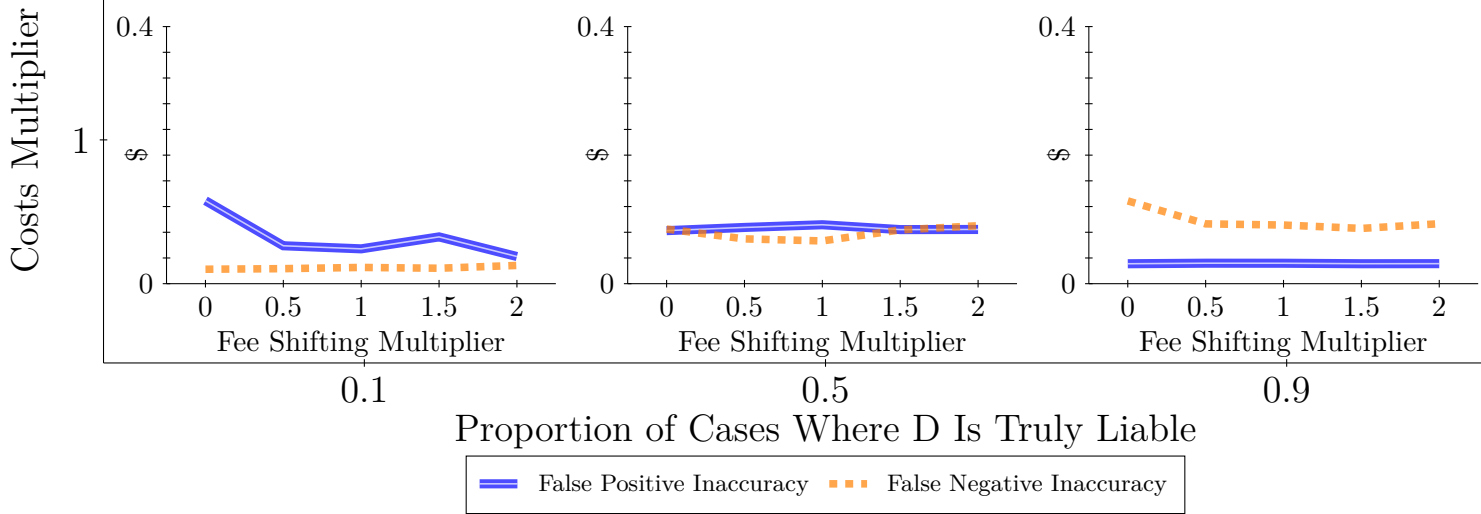 Costs Multiplier
1
0.4
$
0
0 0.5 1 1.5 2
Fee Shifting Multiplier
0.4
$
0
0 0.5 1 1.5 2
Fee Shifting Multiplier
0.4
$
0
0 0.5 1 1.5 2
Fee Shifting Multiplier
0.1 0.5 0.9
Proportion of Cases Where D Is Truly Liable
False Positive Inaccuracy False Negative Inaccuracy